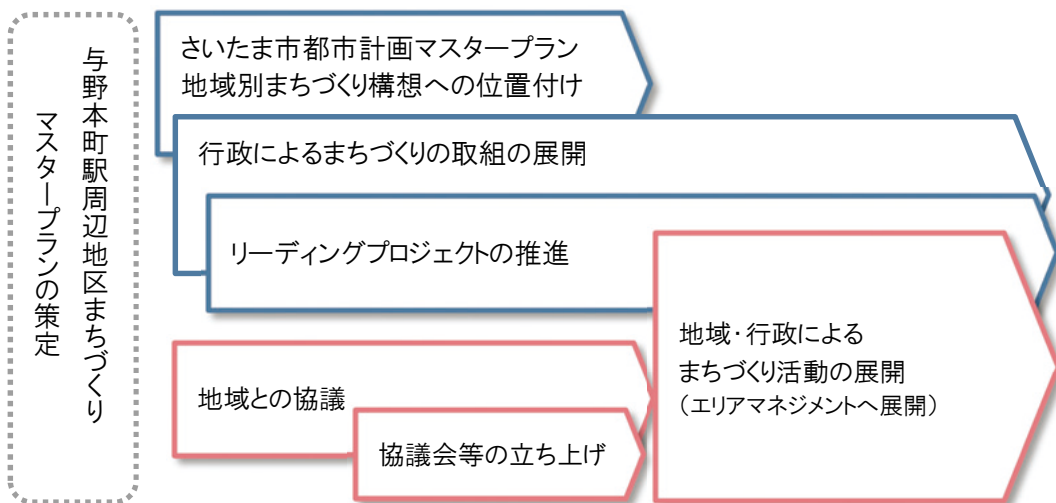 与野本町駅周辺地区まちづくり
マスタープランの策定
さいたま市都市計画マスタープラン
地域別まちづくり構想への位置付け
行政によるまちづくりの取組の展開
リーディングプロジェクトの推進
地域との協議
協議会等の立ち上げ
地域・行政による
まちづくり活動の展開
（エリアマネジメントへ展開）